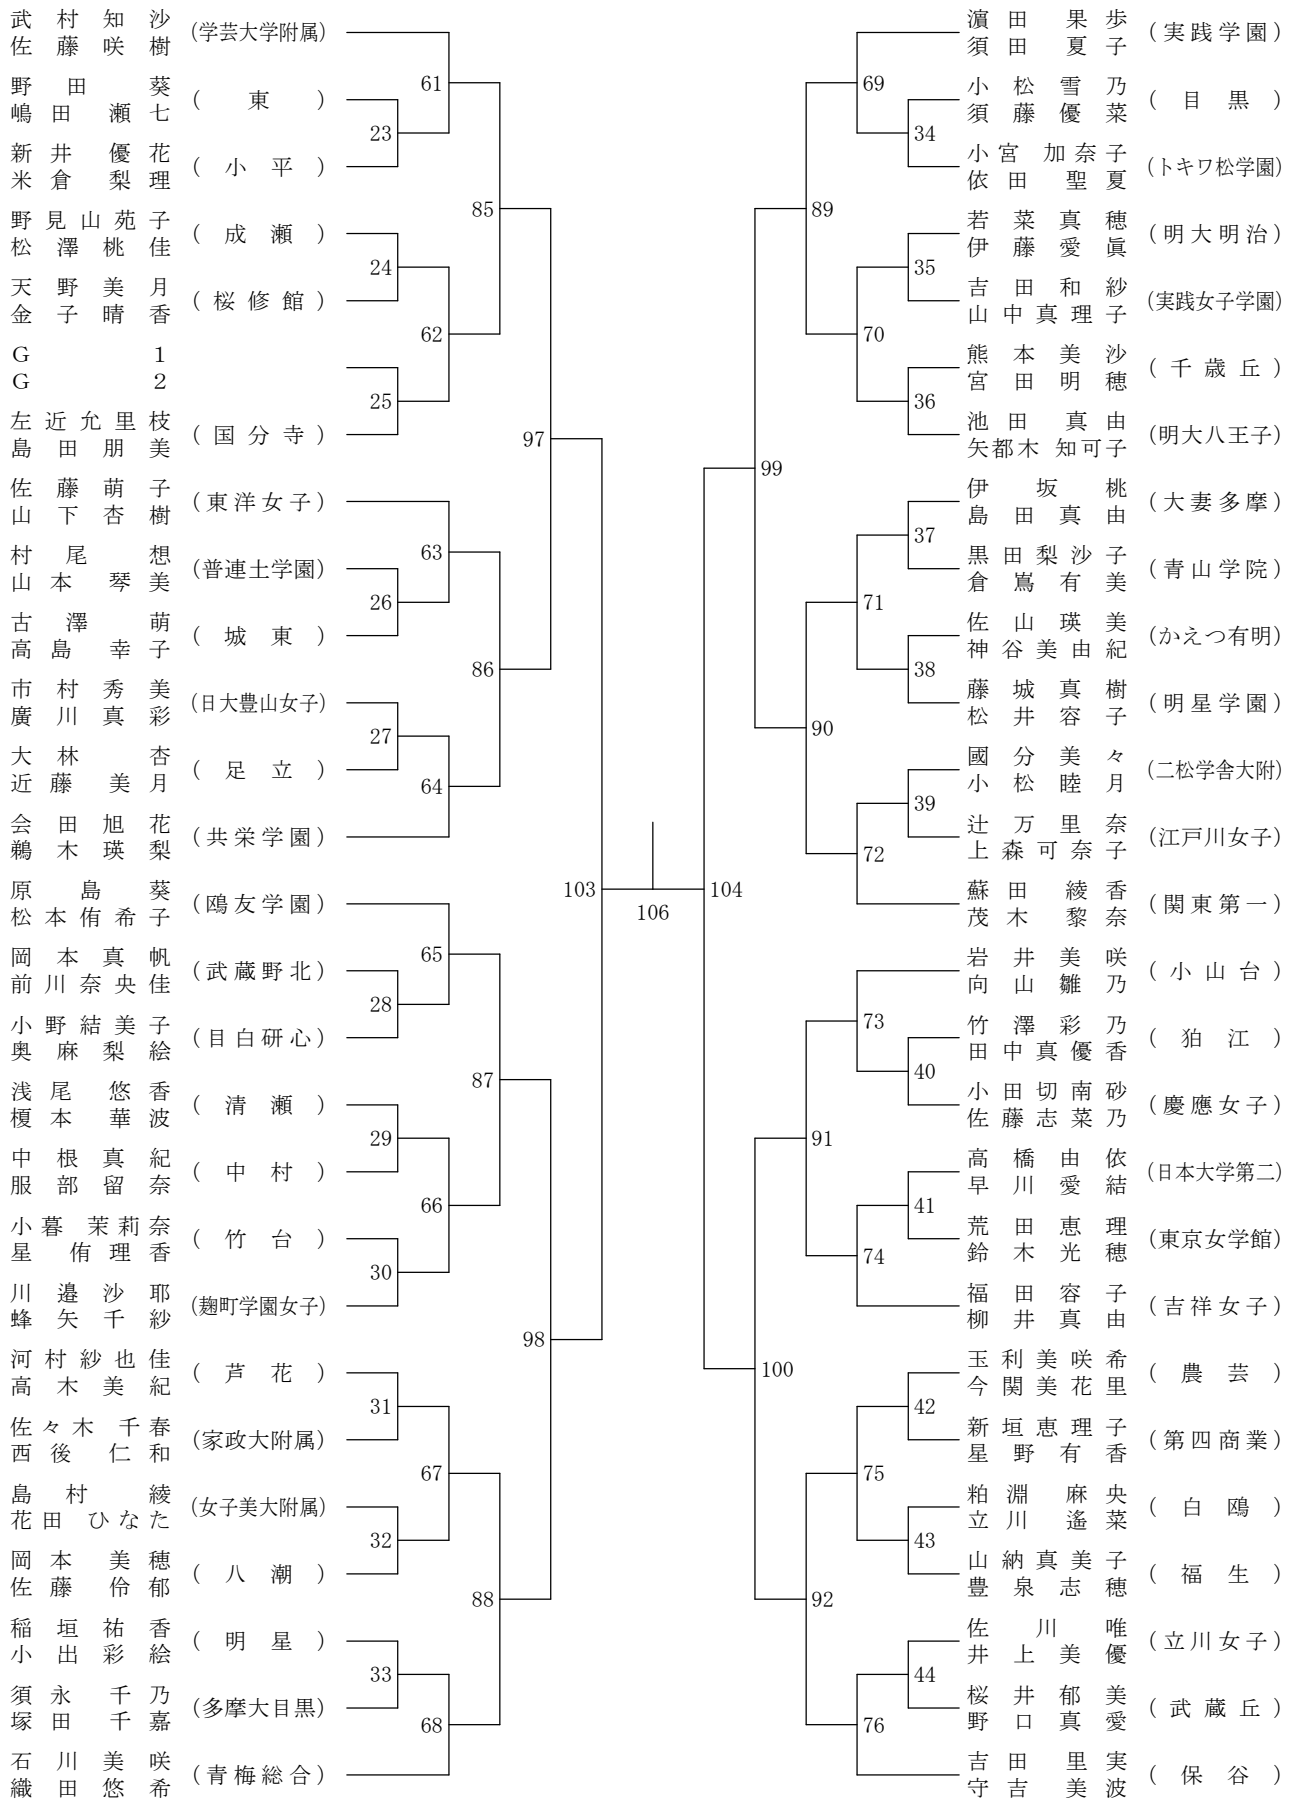 武村知沙
佐藤咲樹
(学芸大学附属)
野田葵
嶋田瀬七
(東)
新井優花
米倉梨理
(小平)
野見山苑子
松澤桃佳
(成瀬)
天野美月
金子晴香
(桜修館)
G 1
G 2
左近允里枝
島田朋美
(国分寺)
佐藤萌子
山下杏樹
(東洋女子)
村尾想
山本琴美
(普連土学園)
古澤萌
高島幸子
(城東)
市村秀美
廣川真彩
(日大豊山女子)
大林杏
近藤美月
(足立)
会田旭花
鵜木瑛梨
(共栄学園)
原島葵
松本侑希子
(鴎友学園)
岡本真帆
前川奈央佳
(武蔵野北)
小野結美子
奥麻梨絵
(目白研心)
浅尾悠香
榎本華波
(清瀬)
中根真紀
服部留奈
(中村)
小暮茉莉奈
星侑理香
(竹台)
川邉沙耶
蜂矢千紗
(麹町学園女子)
河村紗也佳
高木美紀
(芦花)
佐々木千春
西後仁和
(家政大附属)
島村綾
花田ひなた
(女子美大附属)
岡本美穂
佐藤伶郁
(八潮)
稲垣祐香
小出彩絵
(明星)
須永千乃
塚田千嘉
(多摩大目黒)
石川美咲
織田悠希
(青梅総合)
61
23
85
24
62
25
97
63
26
86
27
64
103
65
28
87
29
66
30
98
31
67
32
88
33
68
106
104
69
34
89
35
70
36
99
37
71
38
90
39
72
73
40
91
41
74
100
42
75
43
92
44
76
濵田果歩
須田夏子
(実践学園)
小松雪乃
須藤優菜
(目黒)
小宮加奈子
依田聖夏
(トキワ松学園)
若菜真穂
伊藤愛眞
(明大明治)
吉田和紗
山中真理子
(実践女子学園)
熊本美沙
宮田明穂
(千歳丘)
池田真由
矢都木知可子
(明大八王子)
伊坂桃
島田真由
(大妻多摩)
黒田梨沙子
倉嶌有美
(青山学院)
佐山瑛美
神谷美由紀
(かえつ有明)
藤城真樹
松井容子
(明星学園)
國分美々
小松睦月
(二松学舎大附)
辻万里奈
上森可奈子
(江戸川女子)
蘇田綾香
茂木黎奈
(関東第一)
岩井美咲
向山雛乃
(小山台)
竹澤彩乃
田中真優香
(狛江)
小田切南砂
佐藤志菜乃
(慶應女子)
高橋由依
早川愛結
(日本大学第二)
荒田恵理
鈴木光穂
(東京女学館)
福田容子
柳井真由
(吉祥女子)
玉利美咲希
今関美花里
(農芸)
新垣恵理子
星野有香
(第四商業)
粕淵麻央
立川遙菜
(白鴎)
山納真美子
豊泉志穂
(福生)
佐川唯
井上美優
(立川女子)
桜井郁美
野口真愛
(武蔵丘)
吉田里実
守吉美波
(保谷)